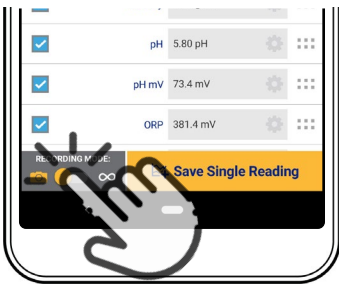 pH 5.80 pH
pH mV 73.4 mV
ORP 381.4 mV
RECORDING MODE:
Save Single Reading